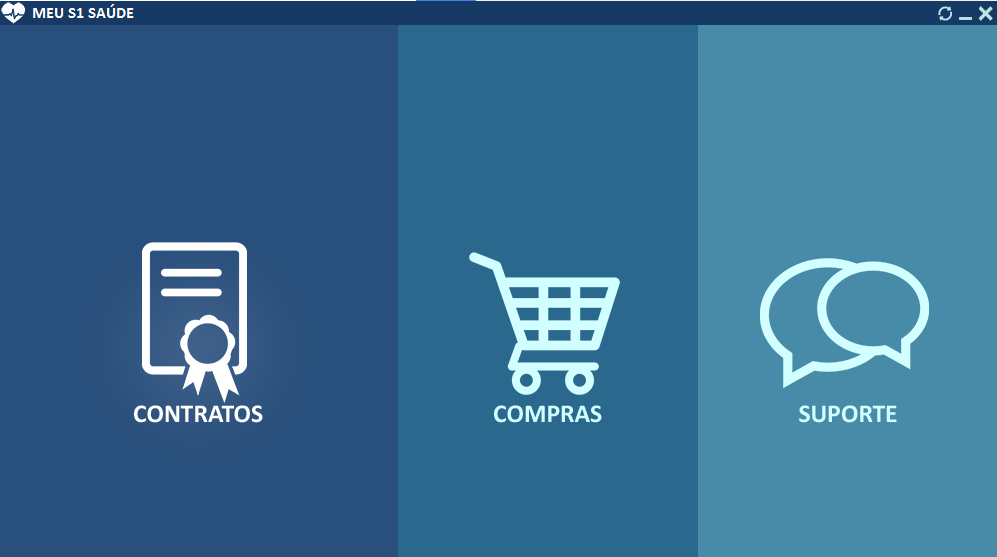 MEU S1 SAÚDE
CONTRATOS
COMPRAS
SUPORTE